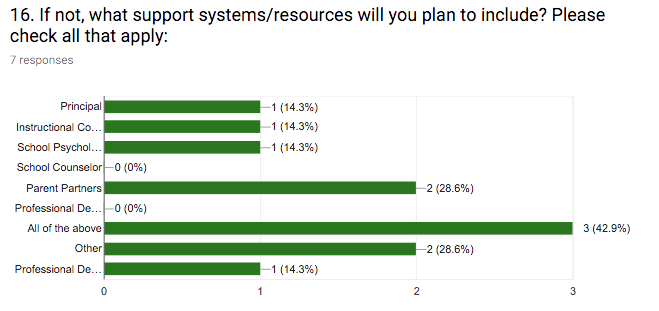 16. If not, what support systems/resources will you plan to include? Please
check all that apply:
7 responses
Principal 1 (14.3%)
Instructional Co... 1 (14.3%)
School Psychol... 1 (14.3%)
School Counselor 0 (0%)
Parent Partners 2 (28.6%)
Professional De... 0 (0%)
All of the above 3 (42.9%)
Other 2 (28.6%)
Professional De... 1 (14.3%)
0 1 2 3